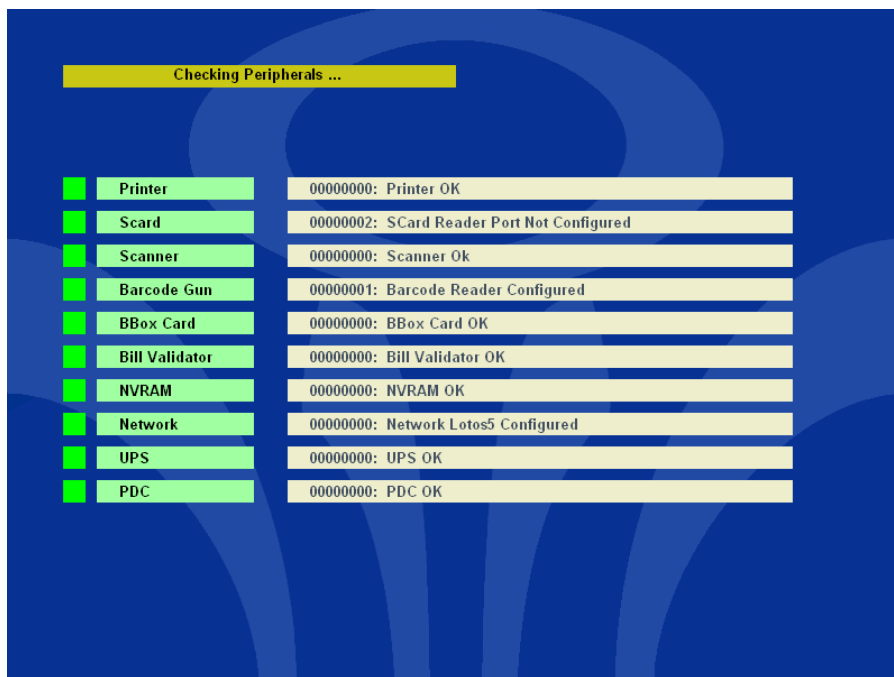 Checking Peripherals ...
Printer 00000000: Printer OK
Scard 00000002: SCard Reader Port Not Configured
Scanner 00000000: Scanner Ok
Barcode Gun 00000001: Barcode Reader Configured
BBox Card 00000000: BBox Card OK
Bill Validator 00000000: Bill Validator OK
NVRAM 00000000: NVRAM OK
Network 00000000: Network Lotos5 Configured
UPS 00000000: UPS OK
PDC 00000000: PDC OK